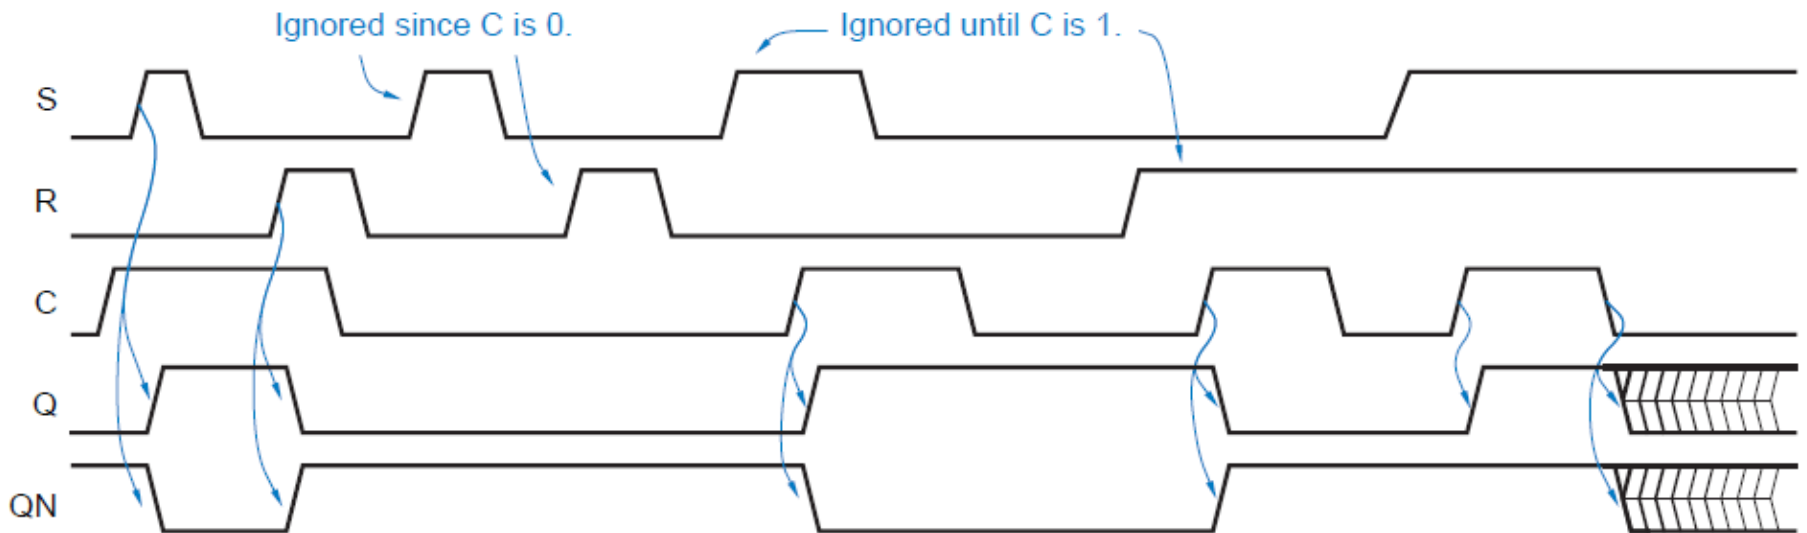 Ignored since C is 0.
Ignored until C is 1.
S
R
C
Q
QN